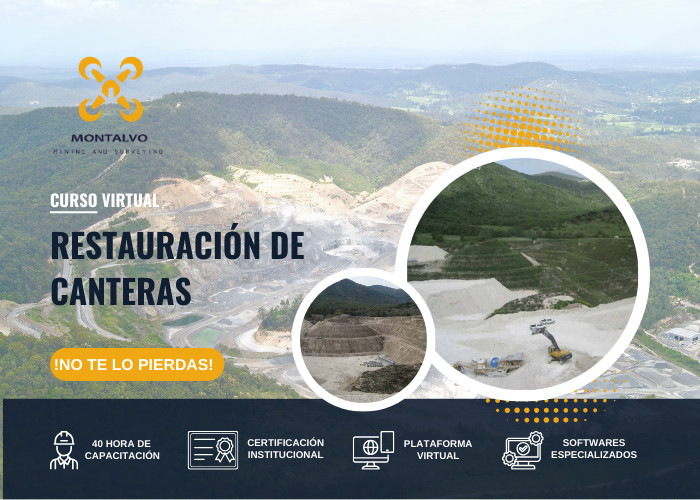 MONTALVO
MINING AND SURVEYING
CURSO VIRTUAL
RESTAURACIÓN DE
CANTERAS
!NO TE LO PIERDAS!
40 HORA DE
CAPACITACIÓN
CERTIFICACIÓN
INSTITUCIONAL
PLATAFORMA
VIRTUAL
SOFTWARES
ESPECIALIZADOS